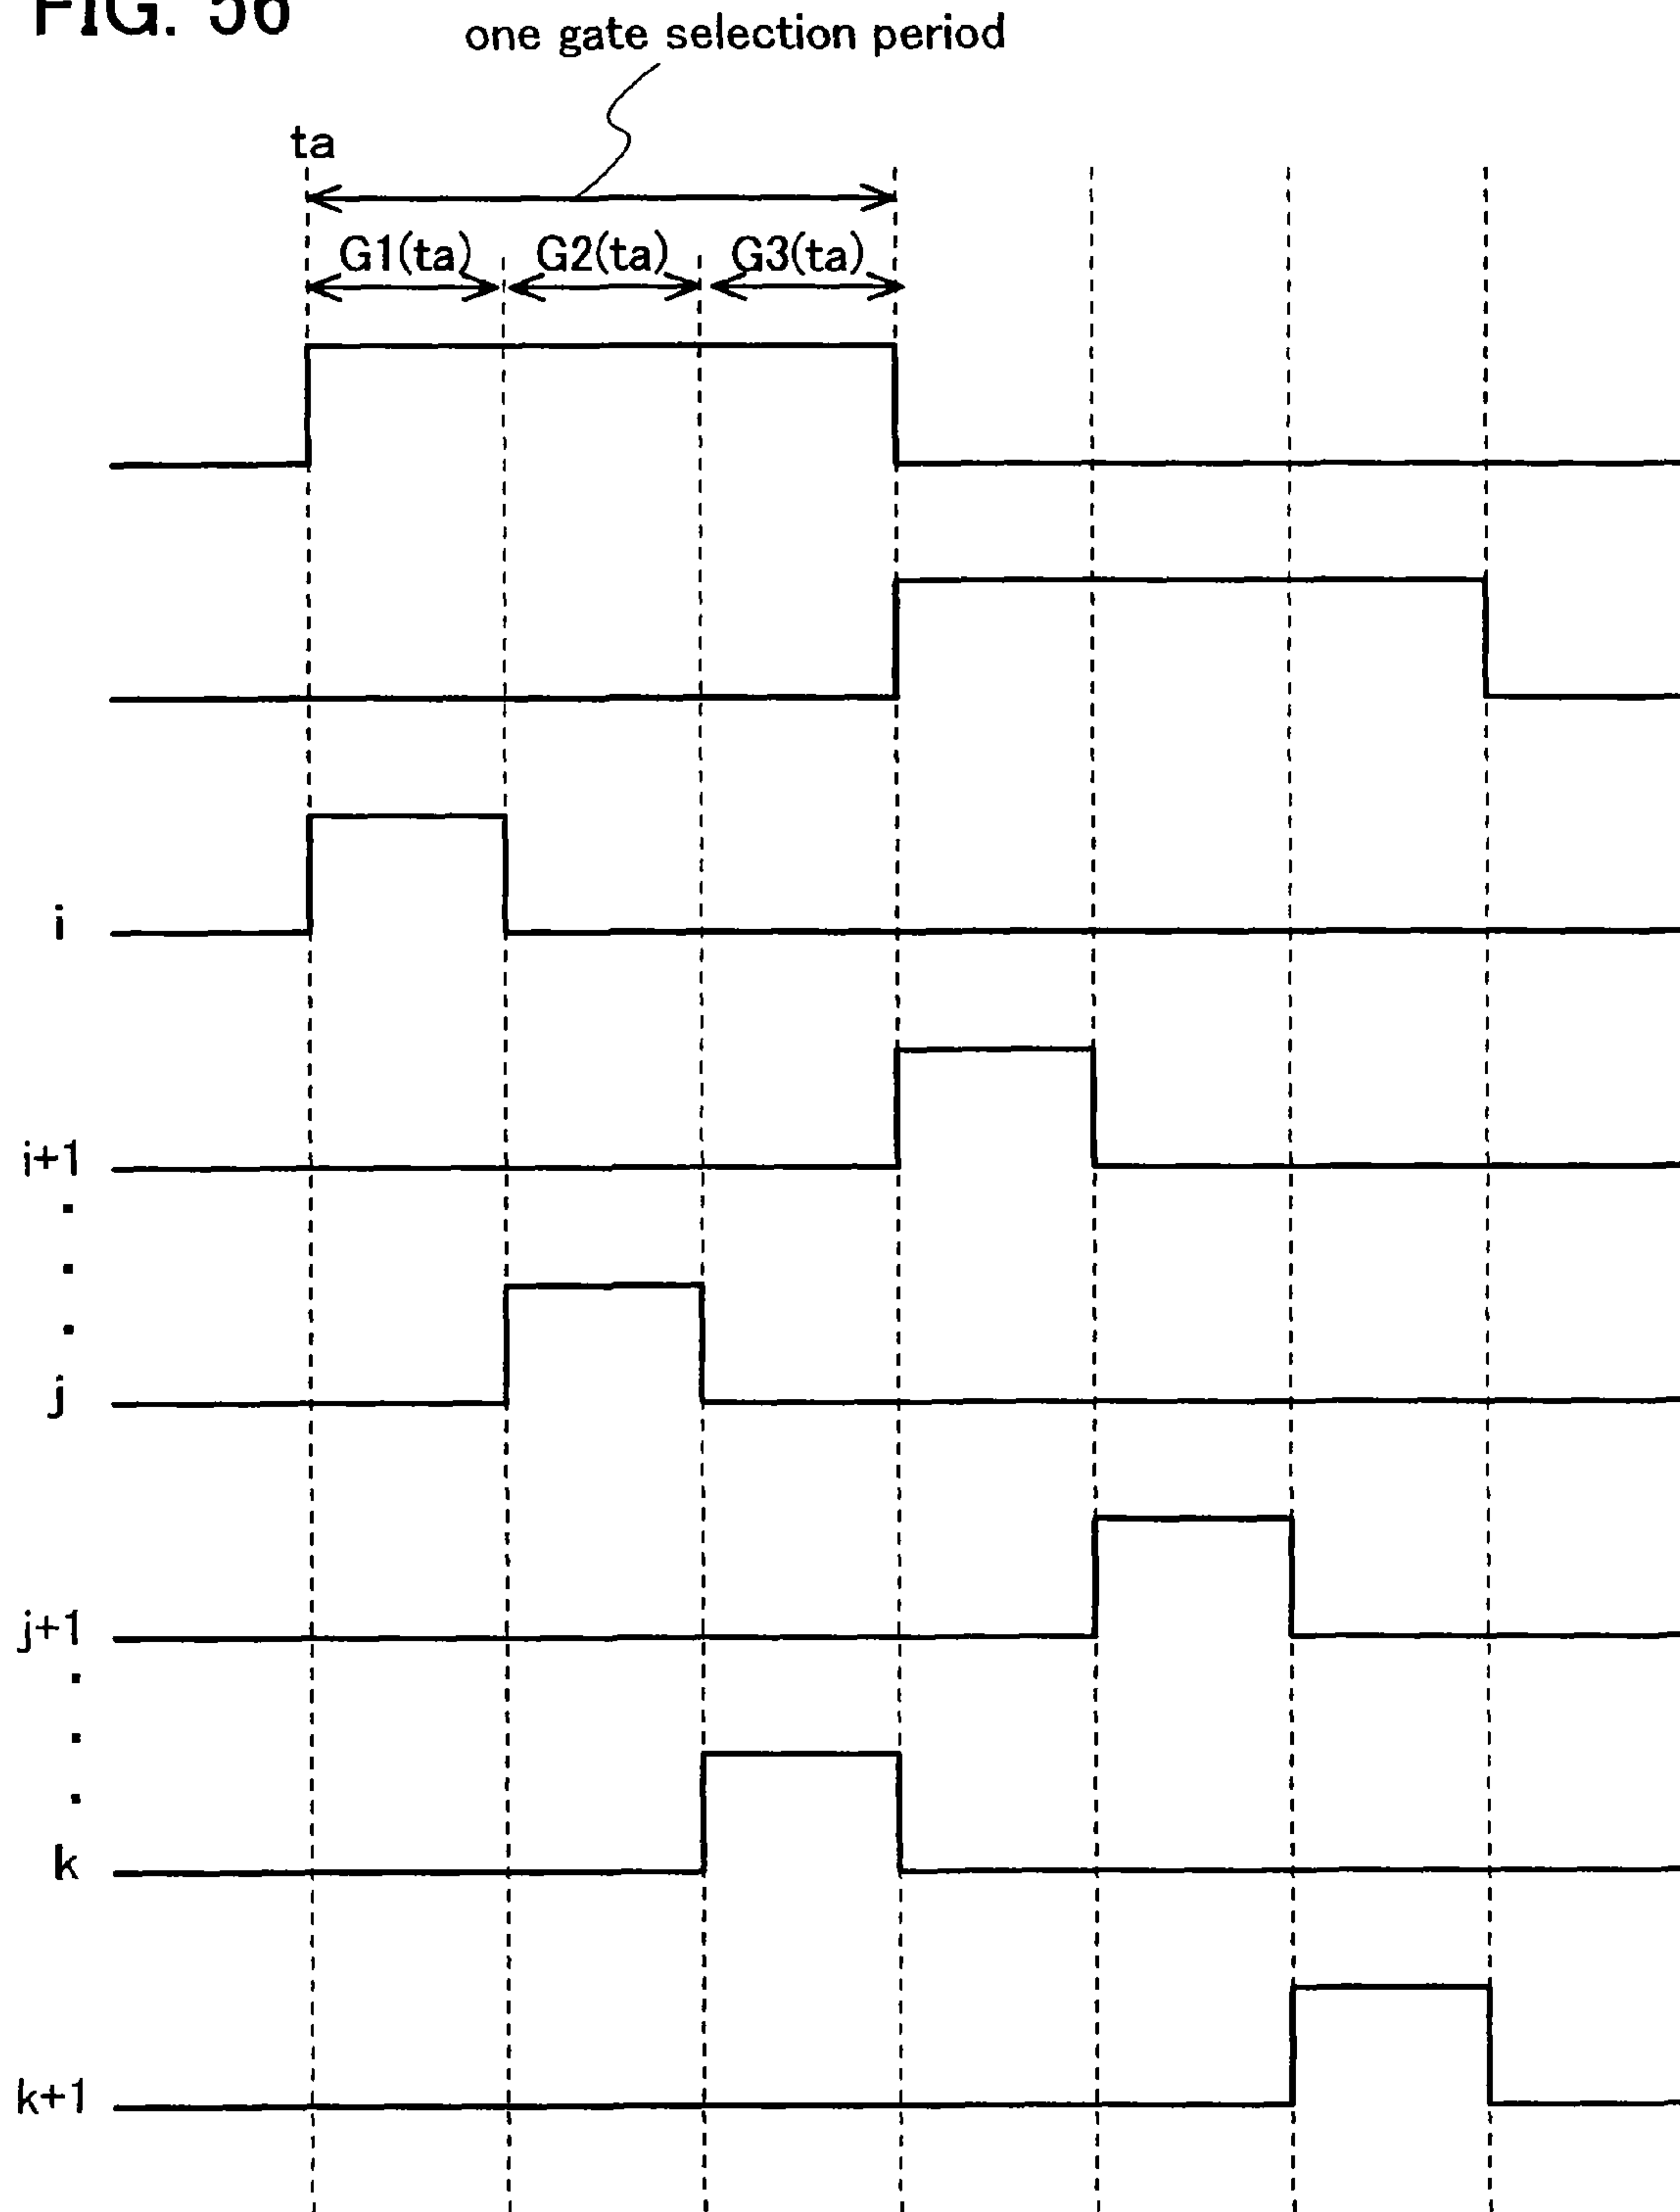 FIG. 56
one gate selection period
ta
G1(ta) G2(ta) G3(ta)
i
i+1
.
.
.
j
j+1
.
.
.
k
k+1